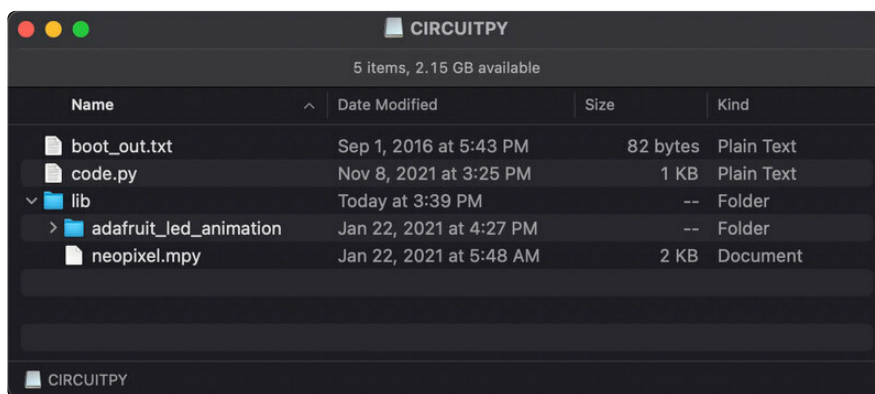 CIRCUITPY
5 items, 2.15 GB available
Name Date Modified Size Kind
boot_out.txt Sep 1, 2016 at 5:43 PM 82 bytes Plain Text
code.py Nov 8, 2021 at 3:25 PM 1 KB Plain Text
lib Today at 3:39 PM -- Folder
adafruit_led_animation Jan 22, 2021 at 4:27 PM -- Folder
neopixel.mpy Jan 22, 2021 at 5:48 AM 2 KB Document
CIRCUITPY